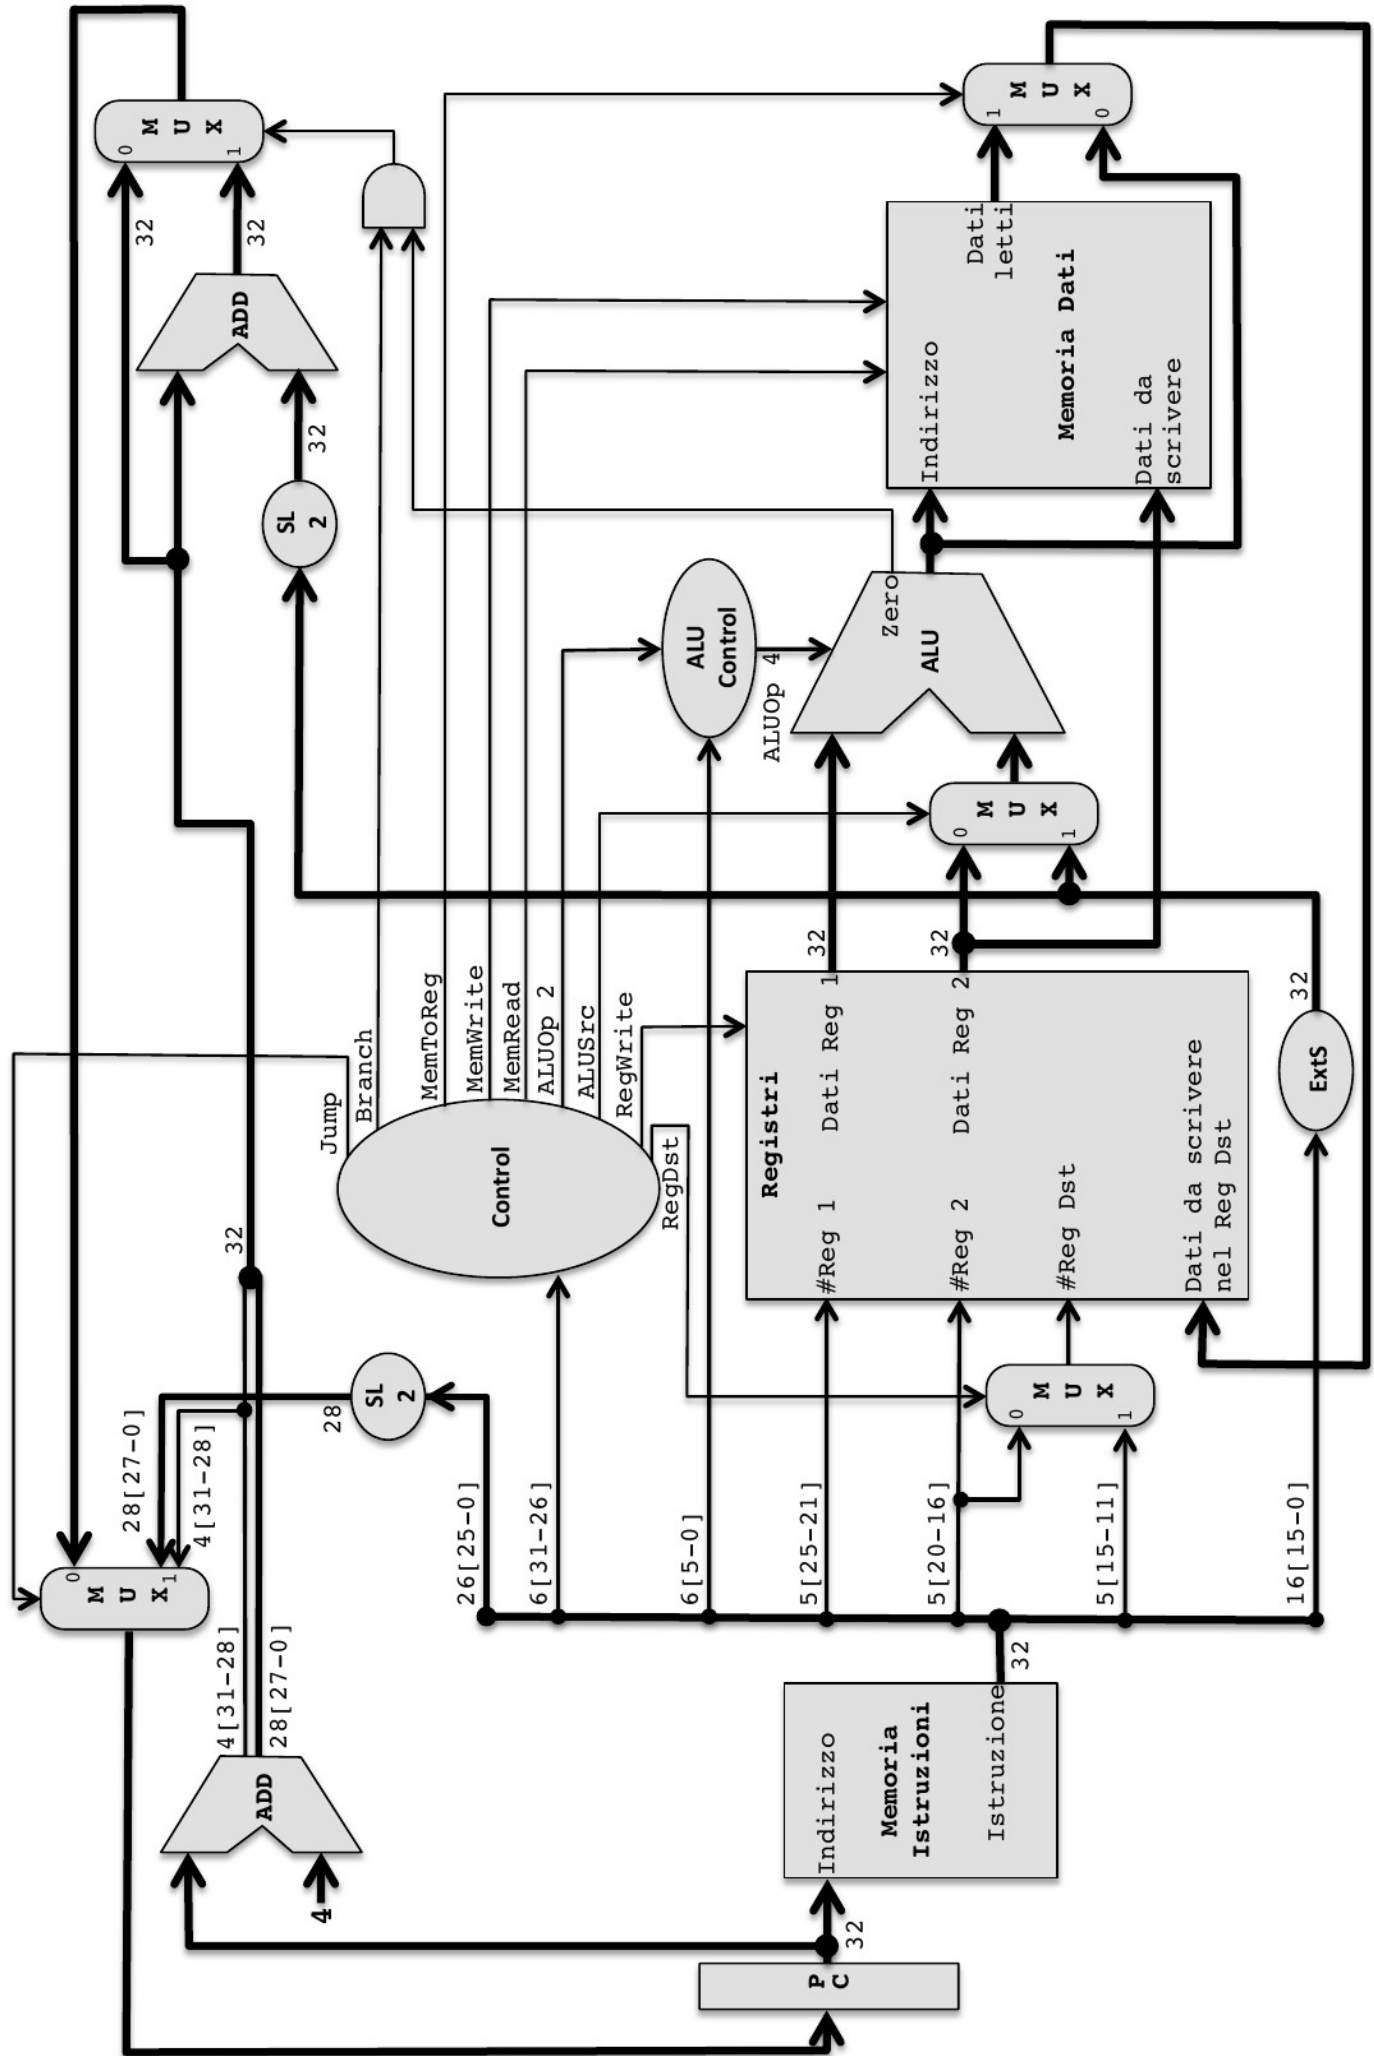 Jump
Branch
MemToReg
MemWrite
MemRead
ALUOp 2
ALUSrc
RegWrite
RegDst
Control
P
C
32
4
ADD
4[31-28]
28[27-0]
32
M
U
X
0
1
28[27-0]
4[31-28]
28
SL
2
26[25-0]
6[31-26]
6[5-0]
5[25-21]
5[20-16]
5[15-11]
16[15-0]
Indirizzo
Memoria
Istruzioni
Istruzione
32
M
U
X
0
1
Registri
#Reg 1
Dati Reg 1
#Reg 2
Dati Reg 2
#Reg Dst
Dati da scrivere
nel Reg Dst
32
32
ExtS
32
M
U
X
0
1
ALU
Control
ALUOp 4
Zero
ALU
SL
2
32
ADD
32
32
M
U
X
0
1
Indirizzo
Dati
letti
Memoria Dati
Dati da
scrivere
M
U
X
1
0